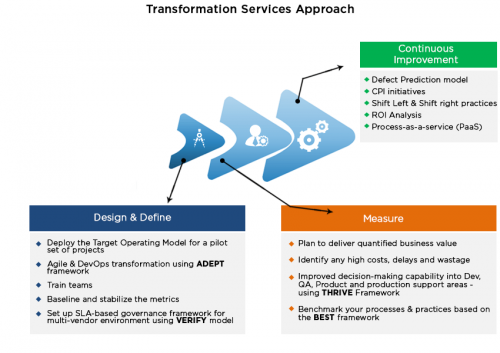 Transformation Services Approach
Continuous
Improvement
Defect Prediction model
CPI initiatives
Shift Left & Shift right practices
ROI Analysis
Process-as-a-service (PaaS)
Design & Define
Deploy the Target Operating Model for a pilot
set of projects
Agile & DevOps transformation using ADEPT
framework
Train teams
Baseline and stabilize the metrics
Set up SLA-based governance framework for
multi-vendor environment using VERIFY model
Measure
Plan to deliver quantified business value
Identify any high costs, delays and wastage
Improved decision-making capability into Dev,
QA, Product and production support areas -
using THRIVE Framework
Benchmark your processes & practices based on
the BEST framework